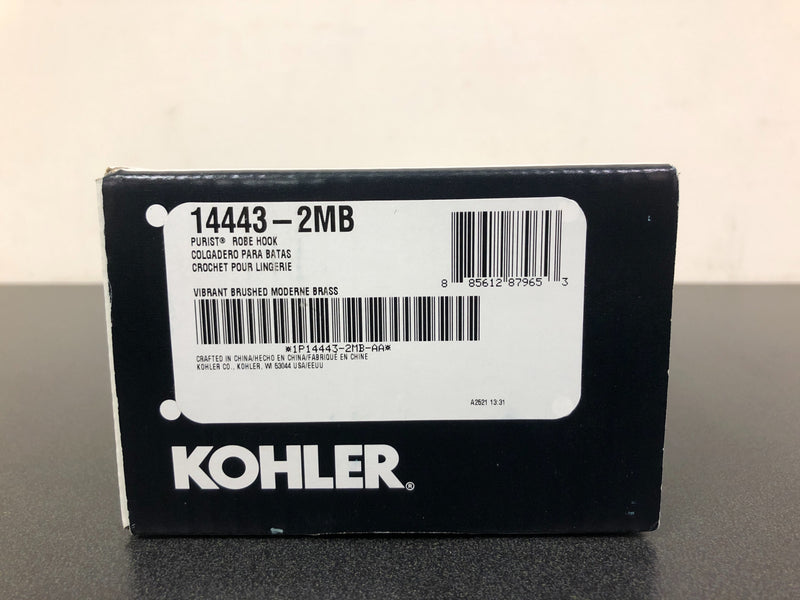 14443-2MB
PURIST® ROBE HOOK
COLGADERO PARA BATAS
CROCHET POUR LINGERIE
8 85612 87965 3
VIBRANT BRUSHED MODERNE BRASS
*1P14443-2MB-AA*
CRAFTED IN CHINA/HECHO EN CHINA/FABRIQUÉ EN CHINE
KOHLER CO., KOHLER, WI 53044 USA/EEUU
A2521 13:31
KOHLER®